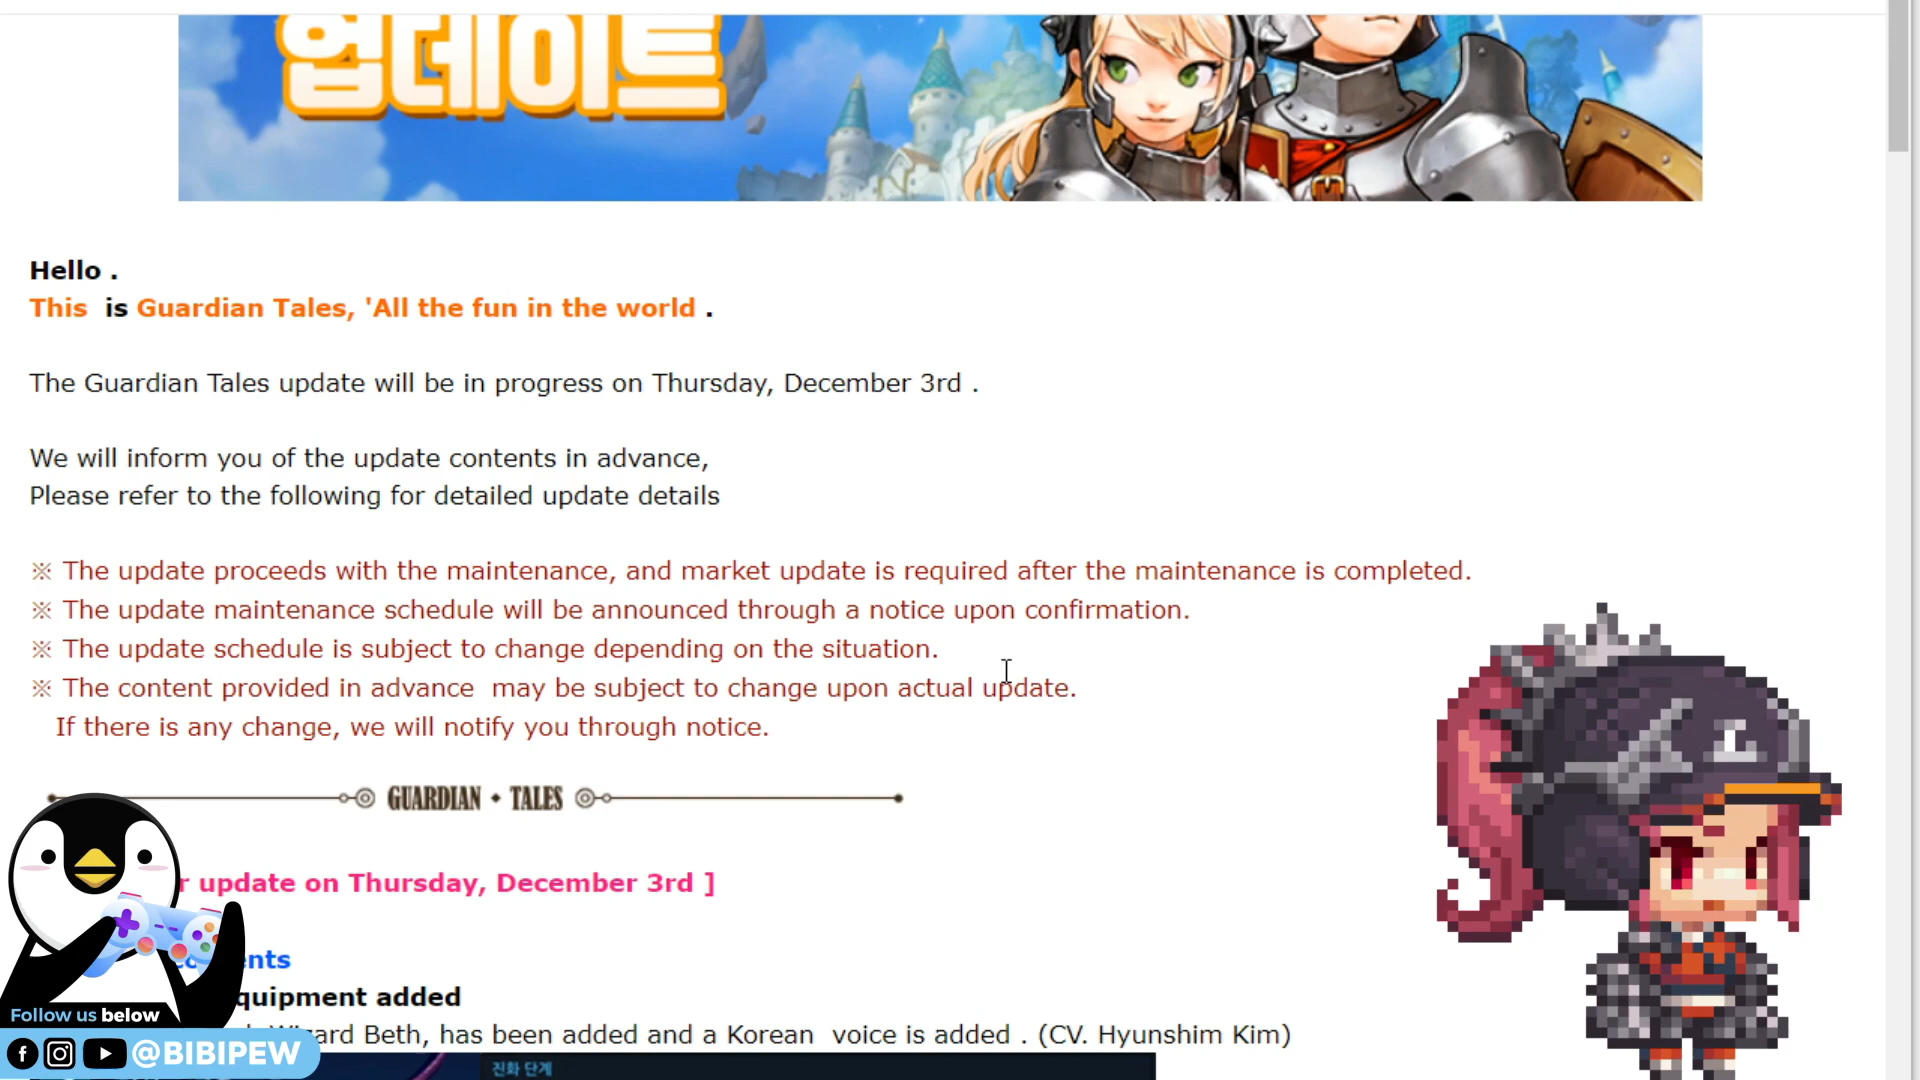 업데이트
Hello .
This is Guardian Tales, 'All the fun in the world .
The Guardian Tales update will be in progress on Thursday, December 3rd .
We will inform you of the update contents in advance,
Please refer to the following for detailed update details
※ The update proceeds with the maintenance, and market update is required after the maintenance is completed.
※ The update maintenance schedule will be announced through a notice upon confirmation.
※ The update schedule is subject to change depending on the situation.
※ The content provided in advance may be subject to change upon actual update.
If there is any change, we will notify you through notice.
GUARDIAN ◆ TALES
update on Thursday, December 3rd ]
added
Beth, has been added and a Korean voice is added . (CV. Hyunshim Kim)
진화 단계
Follow us below
@BIBIPEW